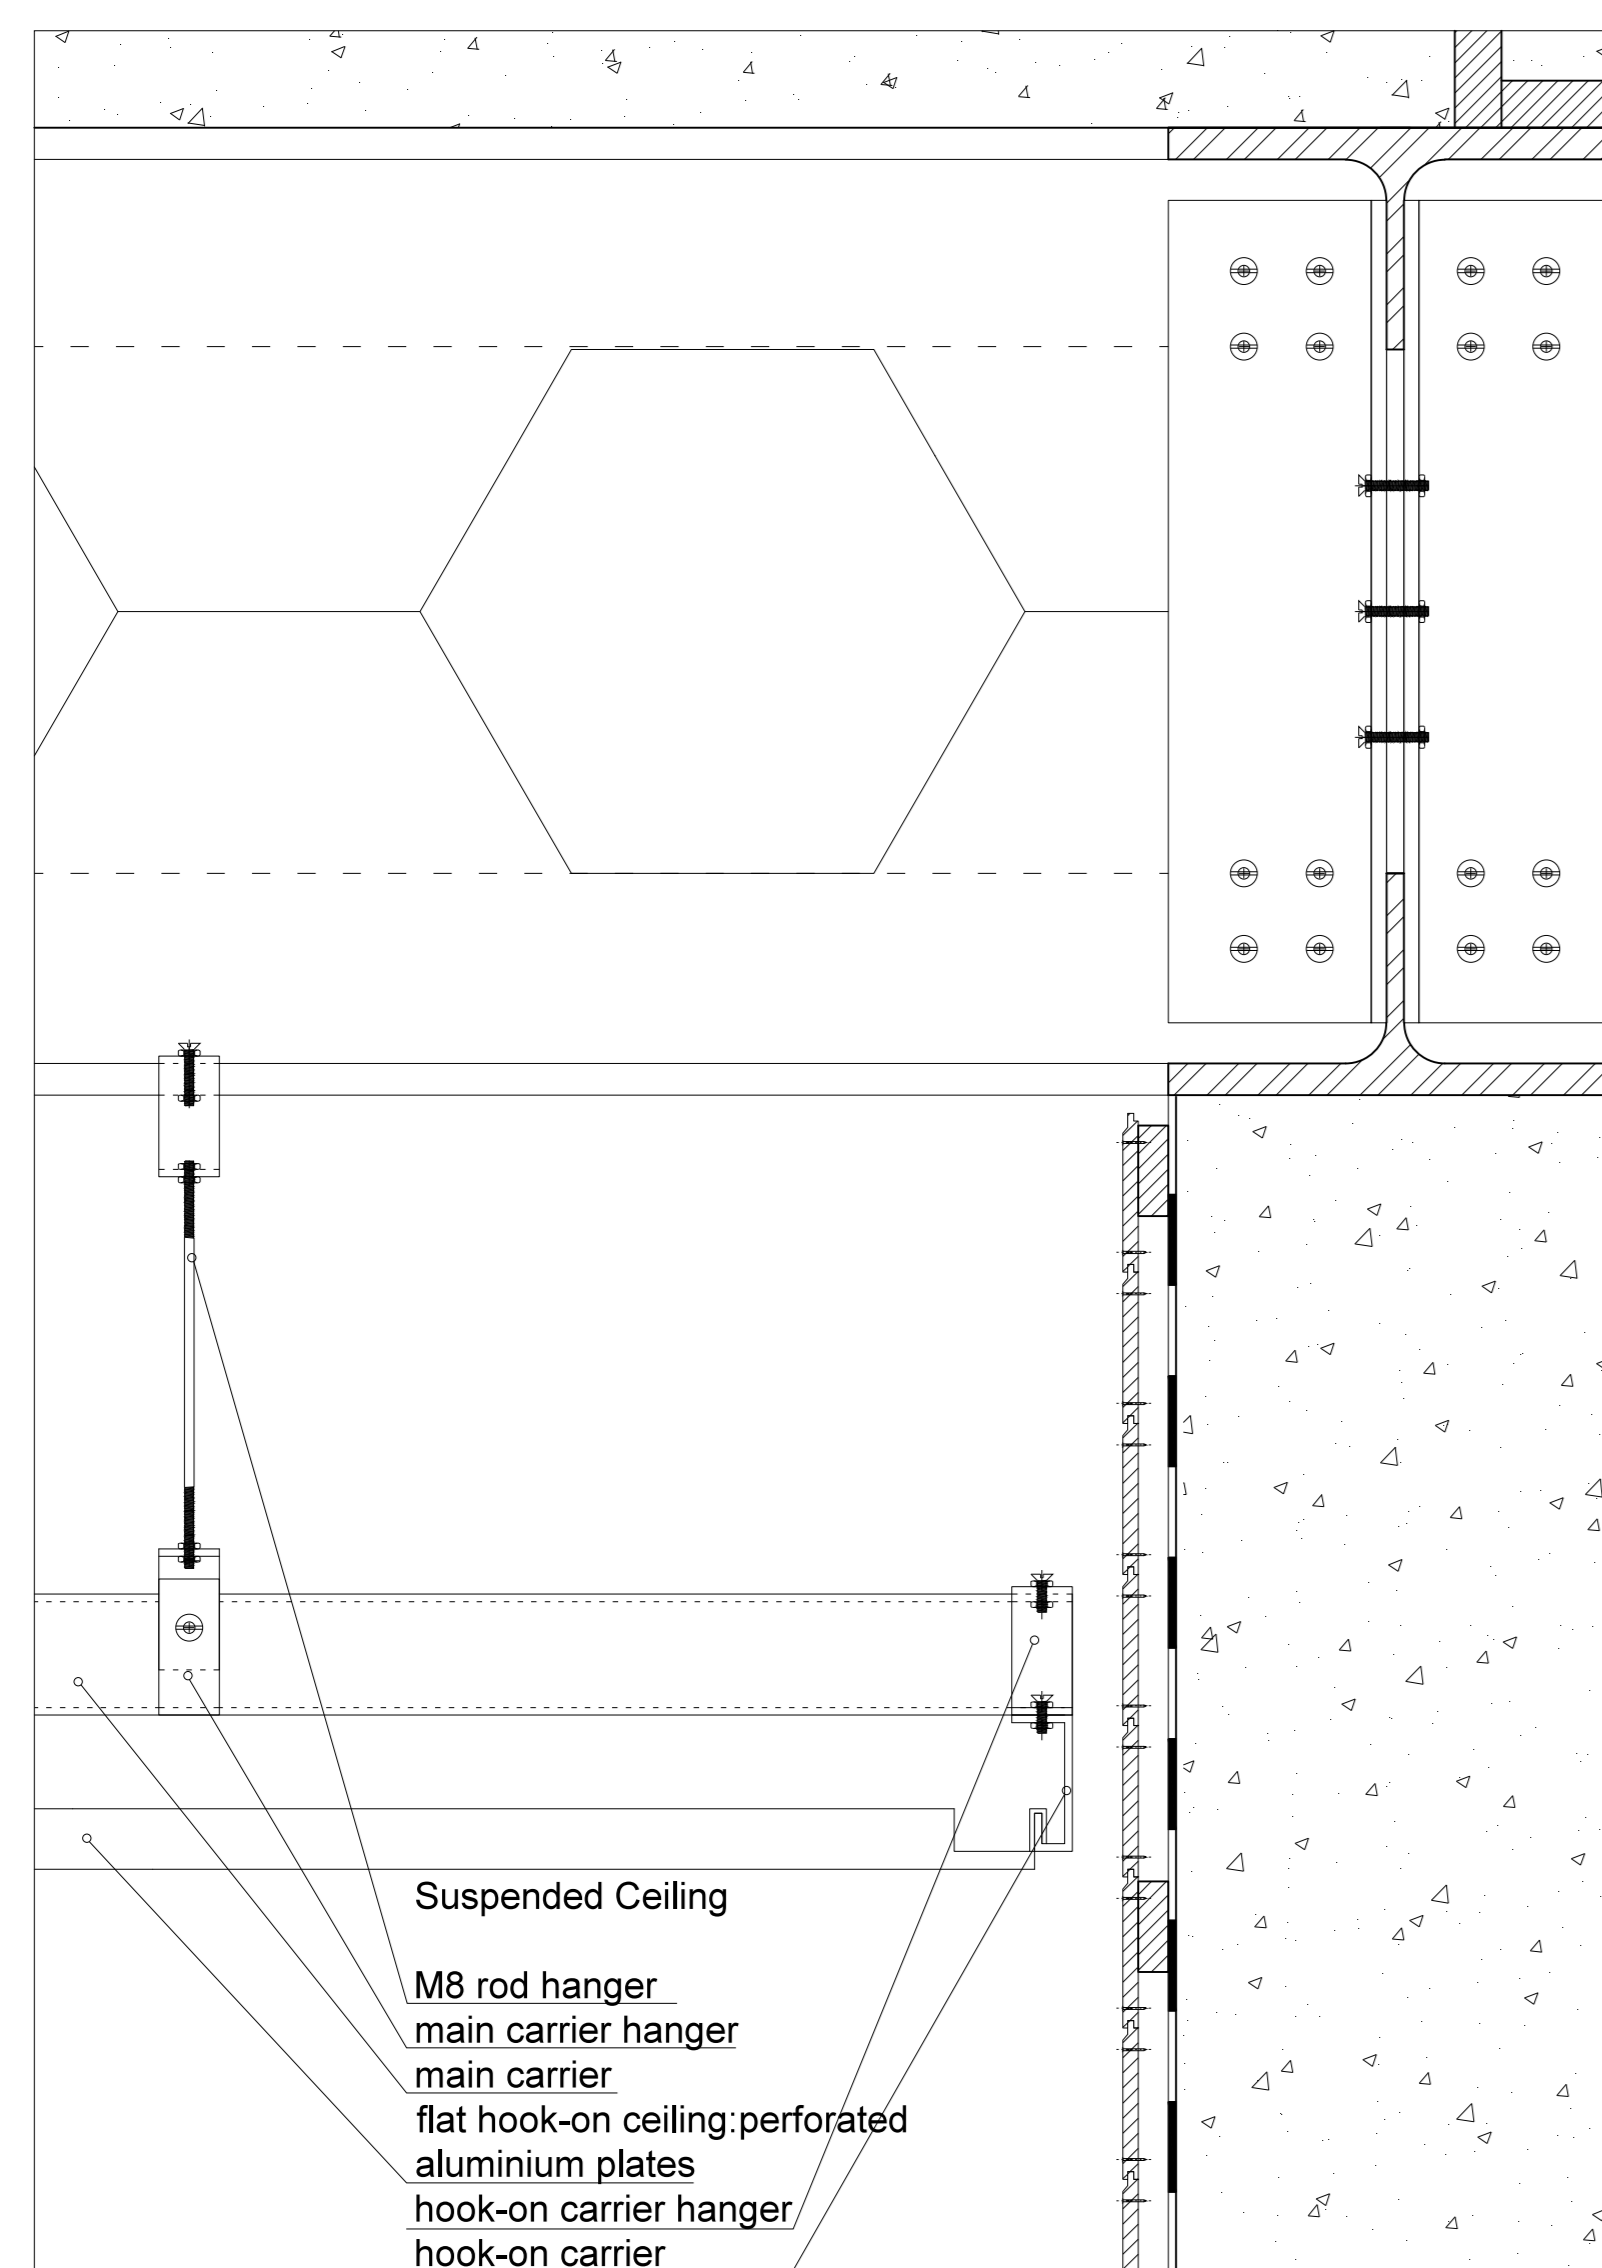 Suspended Ceiling
M8 rod hanger
main carrier hanger
main carrier
flat hook-on ceiling:perforated
aluminium plates
hook-on carrier hanger
hook-on carrier